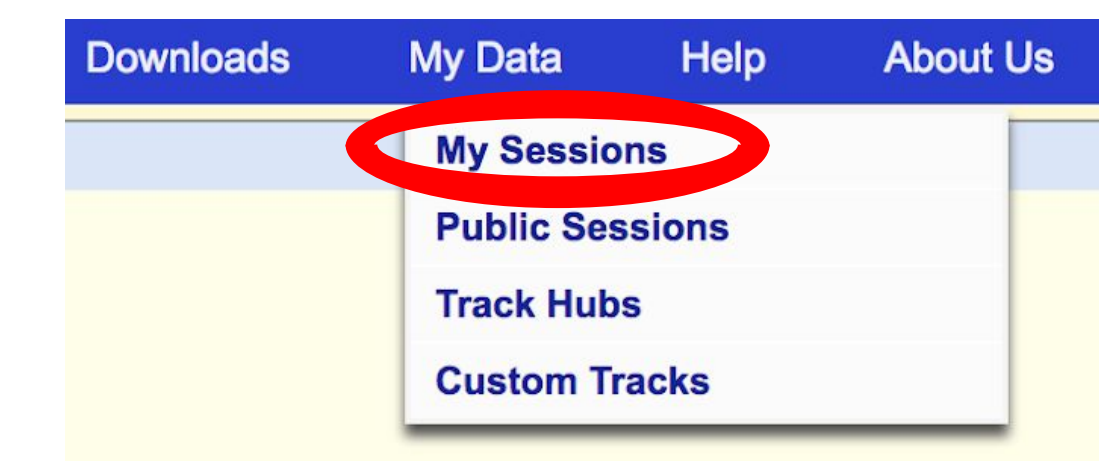 Downloads My Data Help About Us
My Sessions
Public Sessions
Track Hubs
Custom Tracks